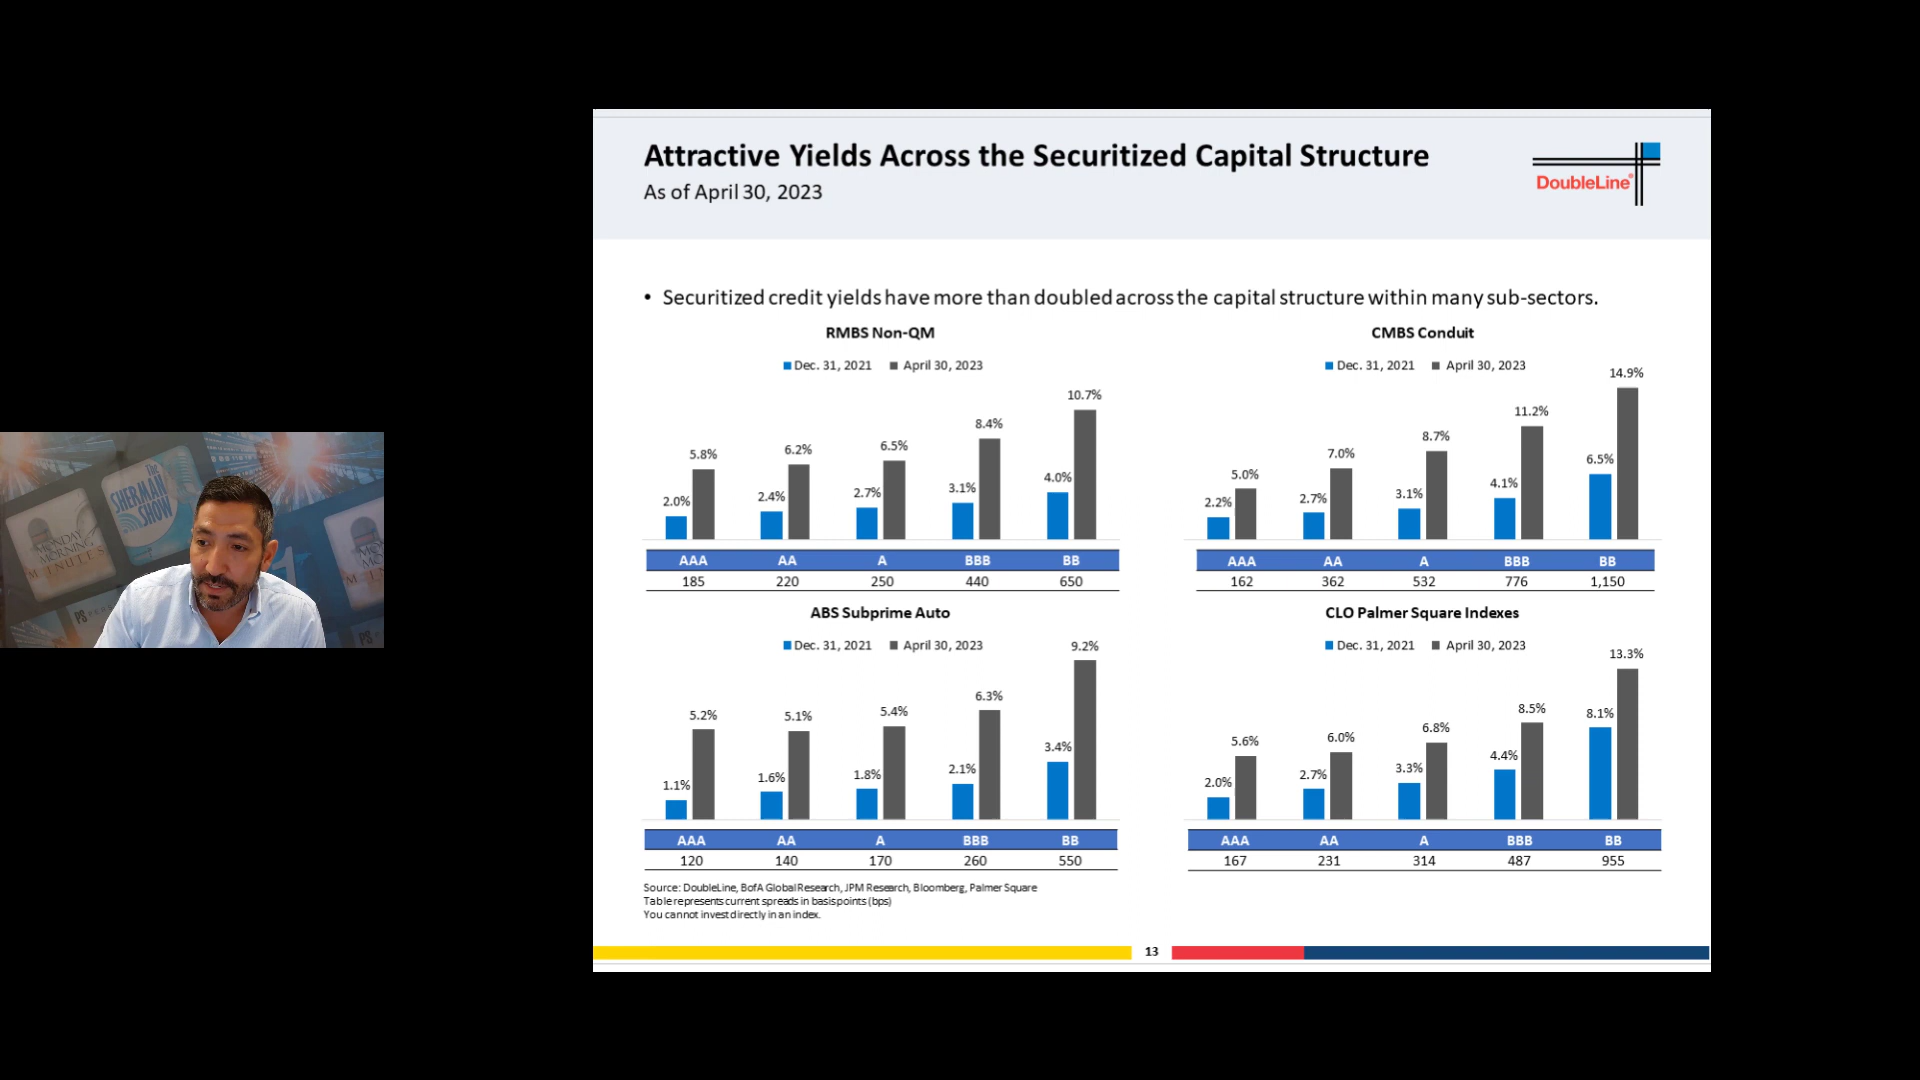 Attractive Yields Across the Securitized Capital Structure
As of April 30, 2023
DoubleLine®
• Securitized credit yields have more than doubled across the capital structure within many sub-sectors.
RMBS Non-QM
Dec. 31, 2021 April 30, 2023
2.0% 5.8% 2.4% 6.2% 2.7% 6.5% 3.1% 8.4% 4.0% 10.7%
AAA AA A BBB BB
185 220 250 440 650
CMBS Conduit
Dec. 31, 2021 April 30, 2023
2.2% 5.0% 2.7% 7.0% 3.1% 8.7% 4.1% 11.2% 6.5% 14.9%
AAA AA A BBB BB
162 362 532 776 1,150
ABS Subprime Auto
Dec. 31, 2021 April 30, 2023
1.1% 5.2% 1.6% 5.1% 1.8% 5.4% 2.1% 6.3% 3.4% 9.2%
AAA AA A BBB BB
120 140 170 260 550
CLO Palmer Square Indexes
Dec. 31, 2021 April 30, 2023
2.0% 5.6% 2.7% 6.0% 3.3% 6.8% 4.4% 8.5% 8.1% 13.3%
AAA AA A BBB BB
167 231 314 487 955
Source: DoubleLine, BofA Global Research, JPM Research, Bloomberg, Palmer Square
Table represents current spreads in basis points (bps)
You cannot invest directly in an index.
13
THE
SHERMAN
SHOW
MONDAY
MORNING
MINUTES